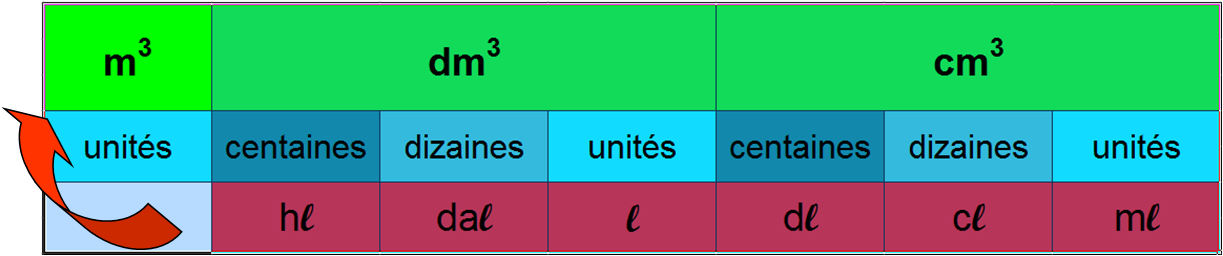 m³ dm³ cm³
unités centaines dizaines unités centaines dizaines unités
hℓ daℓ ℓ dℓ cℓ mℓ